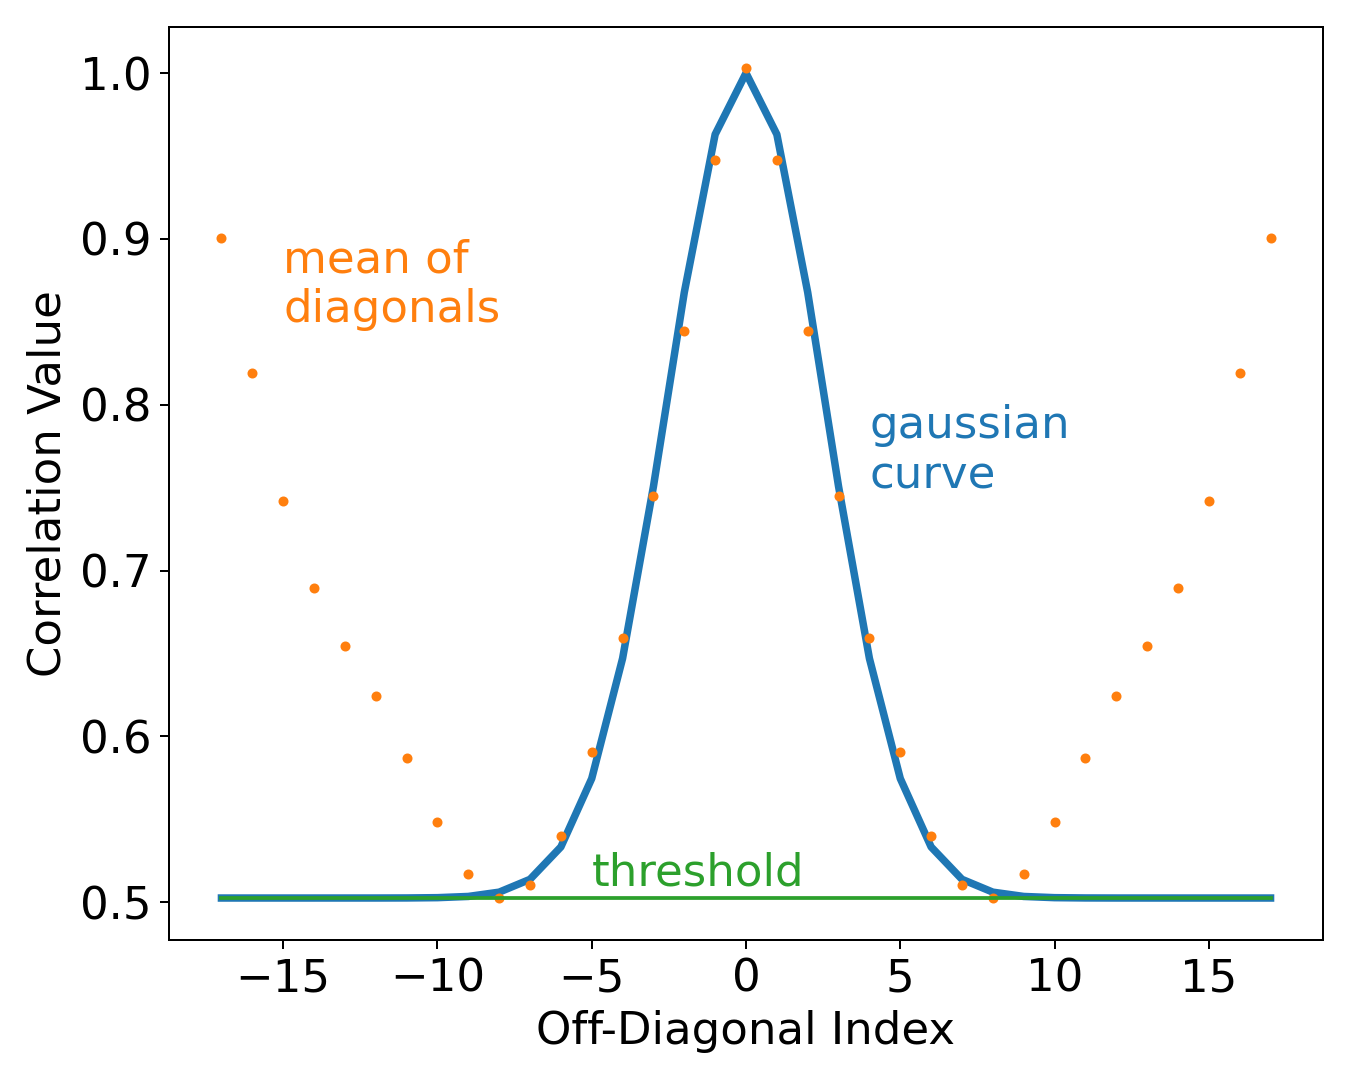 1.0
0.9
0.8
0.7
0.6
0.5
Correlation Value
mean of
diagonals
gaussian
curve
threshold
−15
−10
−5
0
5
10
15
Off-Diagonal Index